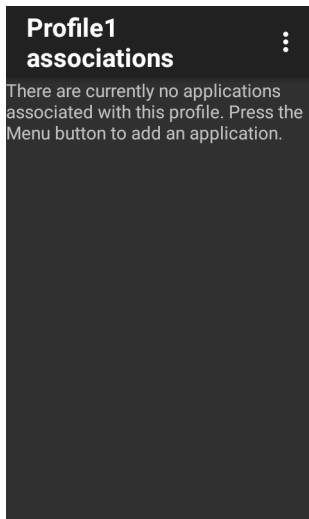 Profile1
associations
There are currently no applications
associated with this profile. Press the
Menu button to add an application.